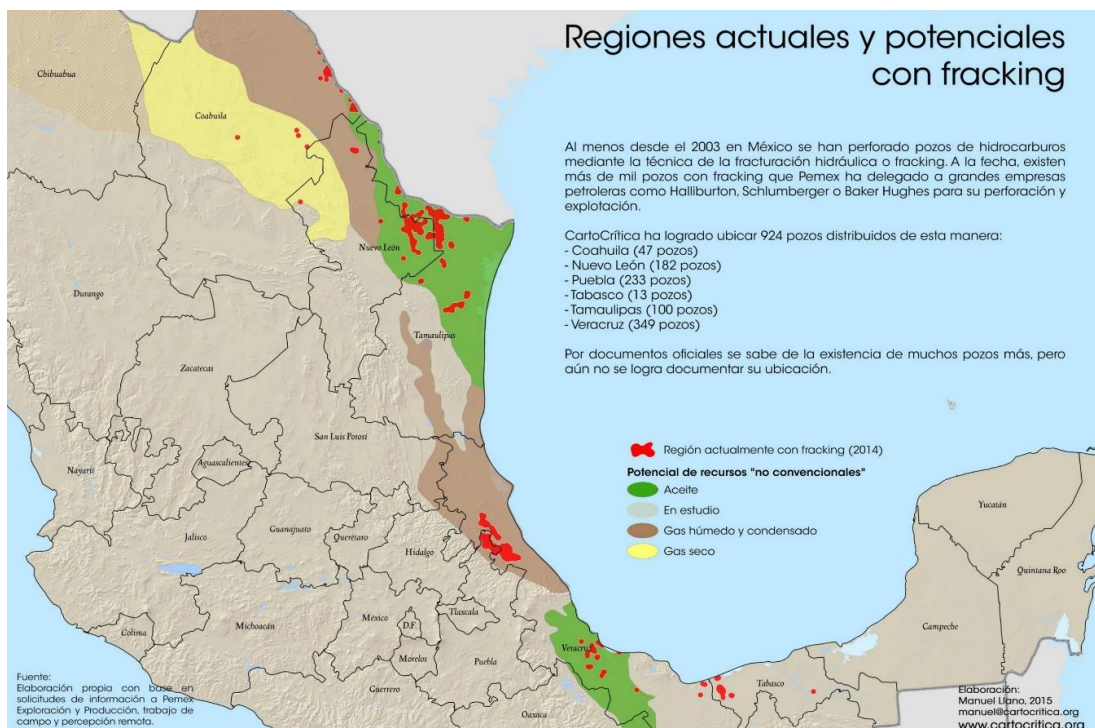 Regiones actuales y potenciales
con fracking
Al menos desde el 2003 en México se han perforado pozos de hidrocarburos
mediante la técnica de la fracturación hidráulica o fracking. A la fecha, existen
más de mil pozos con fracking que Pemex ha delegado a grandes empresas
petroleras como Halliburton, Schlumberger o Baker Hughes para su perforación y
explotación.
CartoCrítica ha logrado ubicar 924 pozos distribuidos de esta manera:
- Coahuila (47 pozos)
- Nuevo León (182 pozos)
- Puebla (233 pozos)
- Tabasco (13 pozos)
- Tamaulipas (100 pozos)
- Veracruz (349 pozos)
Por documentos oficiales se sabe de la existencia de muchos pozos más, pero
aún no se logra documentar su ubicación.
Región actualmente con fracking (2014)
Potencial de recursos "no convencionales"
Aceite
En estudio
Gas húmedo y condensado
Gas seco
Chihuahua
Coahuila
Nuevo León
Durango
Tamaulipas
Zacatecas
San Luis Potosí
Nayarit
Aguascalientes
Jalisco
Guanajuato
Querétaro
Hidalgo
Colima
Michoacán
México
D.F.
Tlaxcala
Morelos
Puebla
Guerrero
Veracruz
Oaxaca
Tabasco
Campeche
Yucatán
Quintana Roo
Fuente:
Elaboración propia con base en
solicitudes de información a Pemex
Exploración y Producción, trabajo de
campo y percepción remota.
Elaboración:
Manuel Llano, 2015
manuel@cartocritica.org
www.cartocritica.org